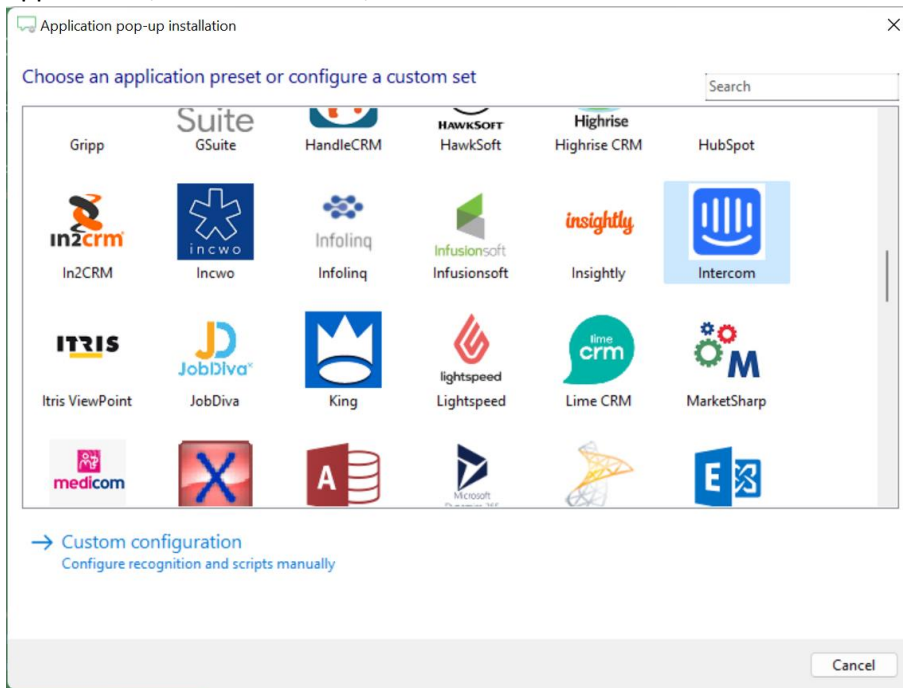 Application pop-up installation
Choose an application preset or configure a custom set
Search
Suite
HAWKSOFT
Highrise
Gripp
GSuite
HandleCRM
HawkSoft
Highrise CRM
HubSpot
in2crm
incwo
Infolinq
Infusionsoft
insightly
In2CRM
Incwo
Infolinq
Infusionsoft
Insightly
Intercom
ITRIS
JobDiva
lightspeed
lime
crm
M
Itris ViewPoint
JobDiva
King
Lightspeed
Lime CRM
MarketSharp
medicom
X
A
Microsoft
E
Custom configuration
Configure recognition and scripts manually
Cancel